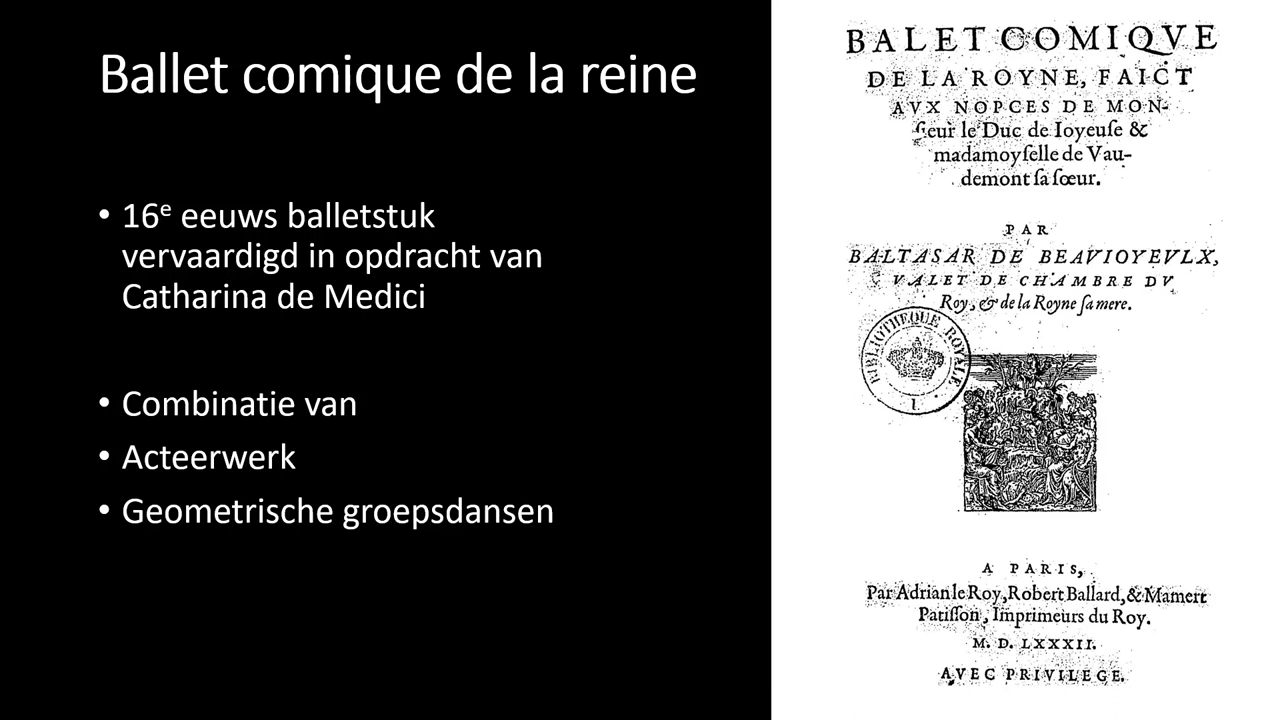 Ballet comique de la reine
• 16e eeuws balletstuk
vervaardigd in opdracht van
Catharina de Medici
• Combinatie van
• Acteerwerk
• Geometrische groepsdansen
BALET COMIQVE
DE LA ROYNE, FAICT
AVX NOPCES DE MON-
ſieur le Duc de Ioyeuſe &
madamoyſelle de Vau-
demont ſa ſœur.
PAR
BALTASAR DE BEAVIOYEVLX,
VALET DE CHAMBRE DV
Roy, & de la Royne ſa mere.
BIBLIOTHEQUE ROYALE
I.
A PARIS,
Par Adrian le Roy, Robert Ballard, & Mamert
Patiſſon, Imprimeurs du Roy.
M. D. LXXXII.
AVEC PRIVILEGE.